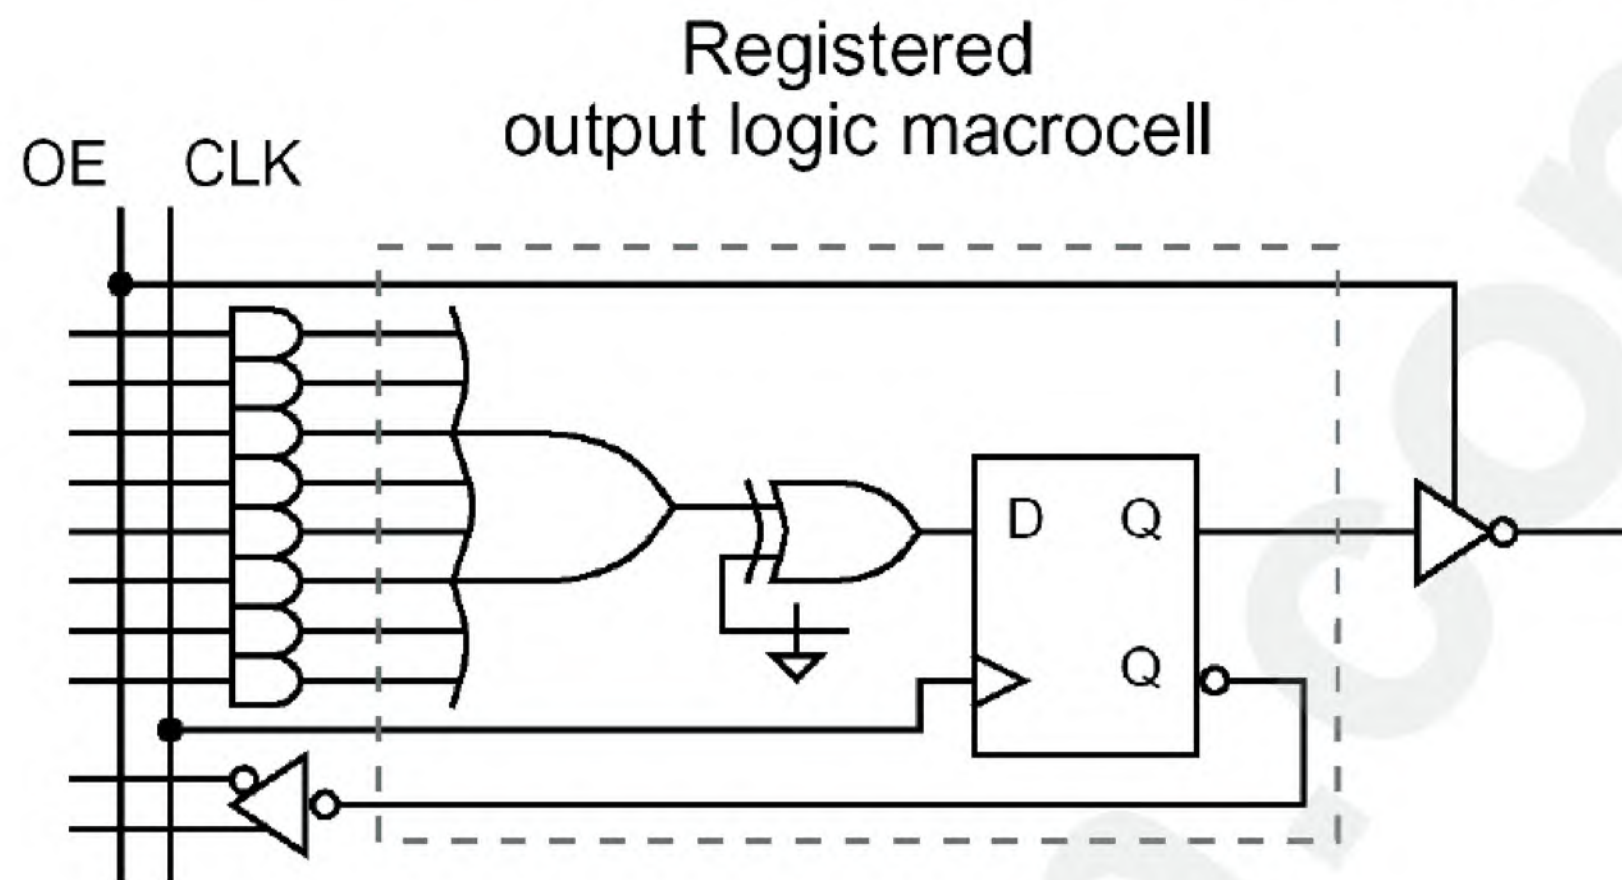 Registered
output logic macrocell
OE CLK
D Q
Q